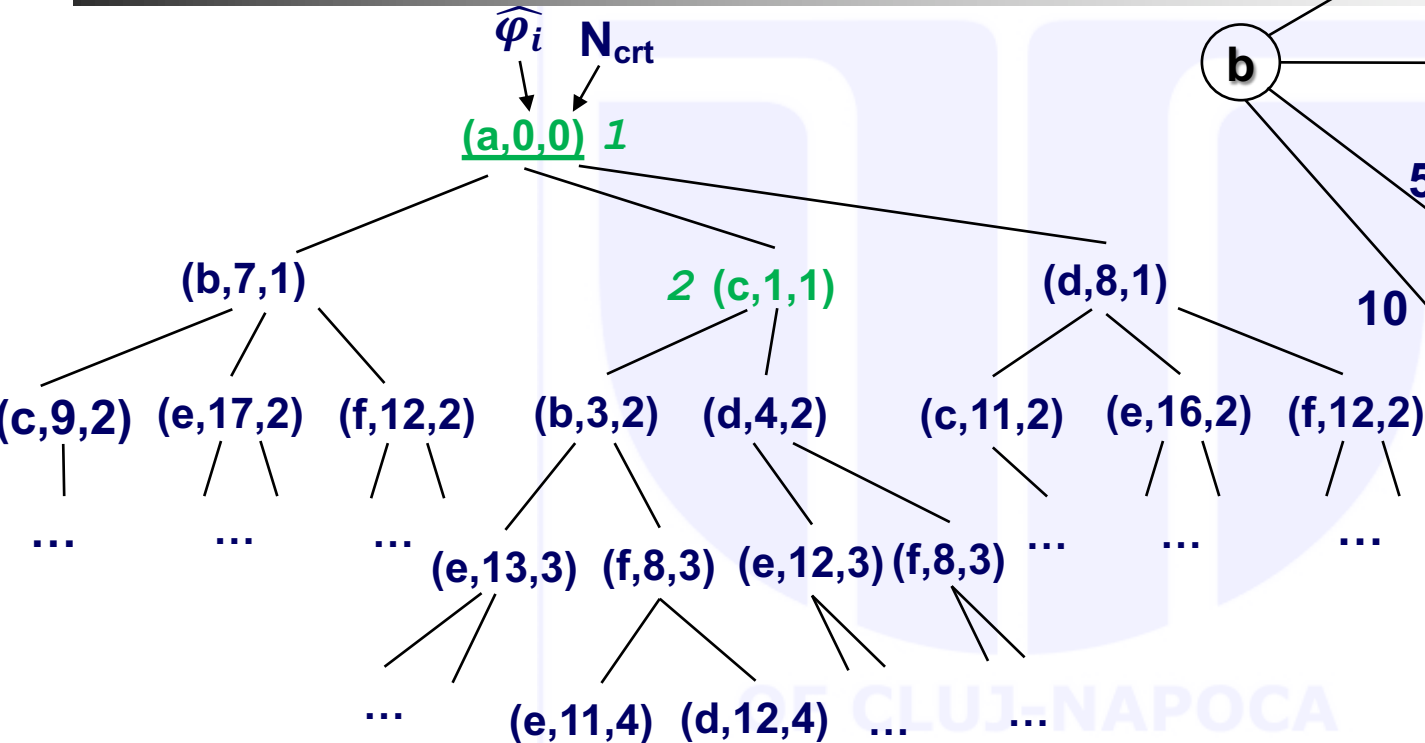 φ̂ᵢ N_crt
b
(a,0,0) 1
5
(b,7,1) 2 (c,1,1) (d,8,1)
10
(c,9,2) (e,17,2) (f,12,2) (b,3,2) (d,4,2) (c,11,2) (e,16,2) (f,12,2)
... ... ... ... ... ...
(e,13,3) (f,8,3) (e,12,3) (f,8,3)
... (e,11,4) (d,12,4) ... ...
OF CLUJ-NAPOCA